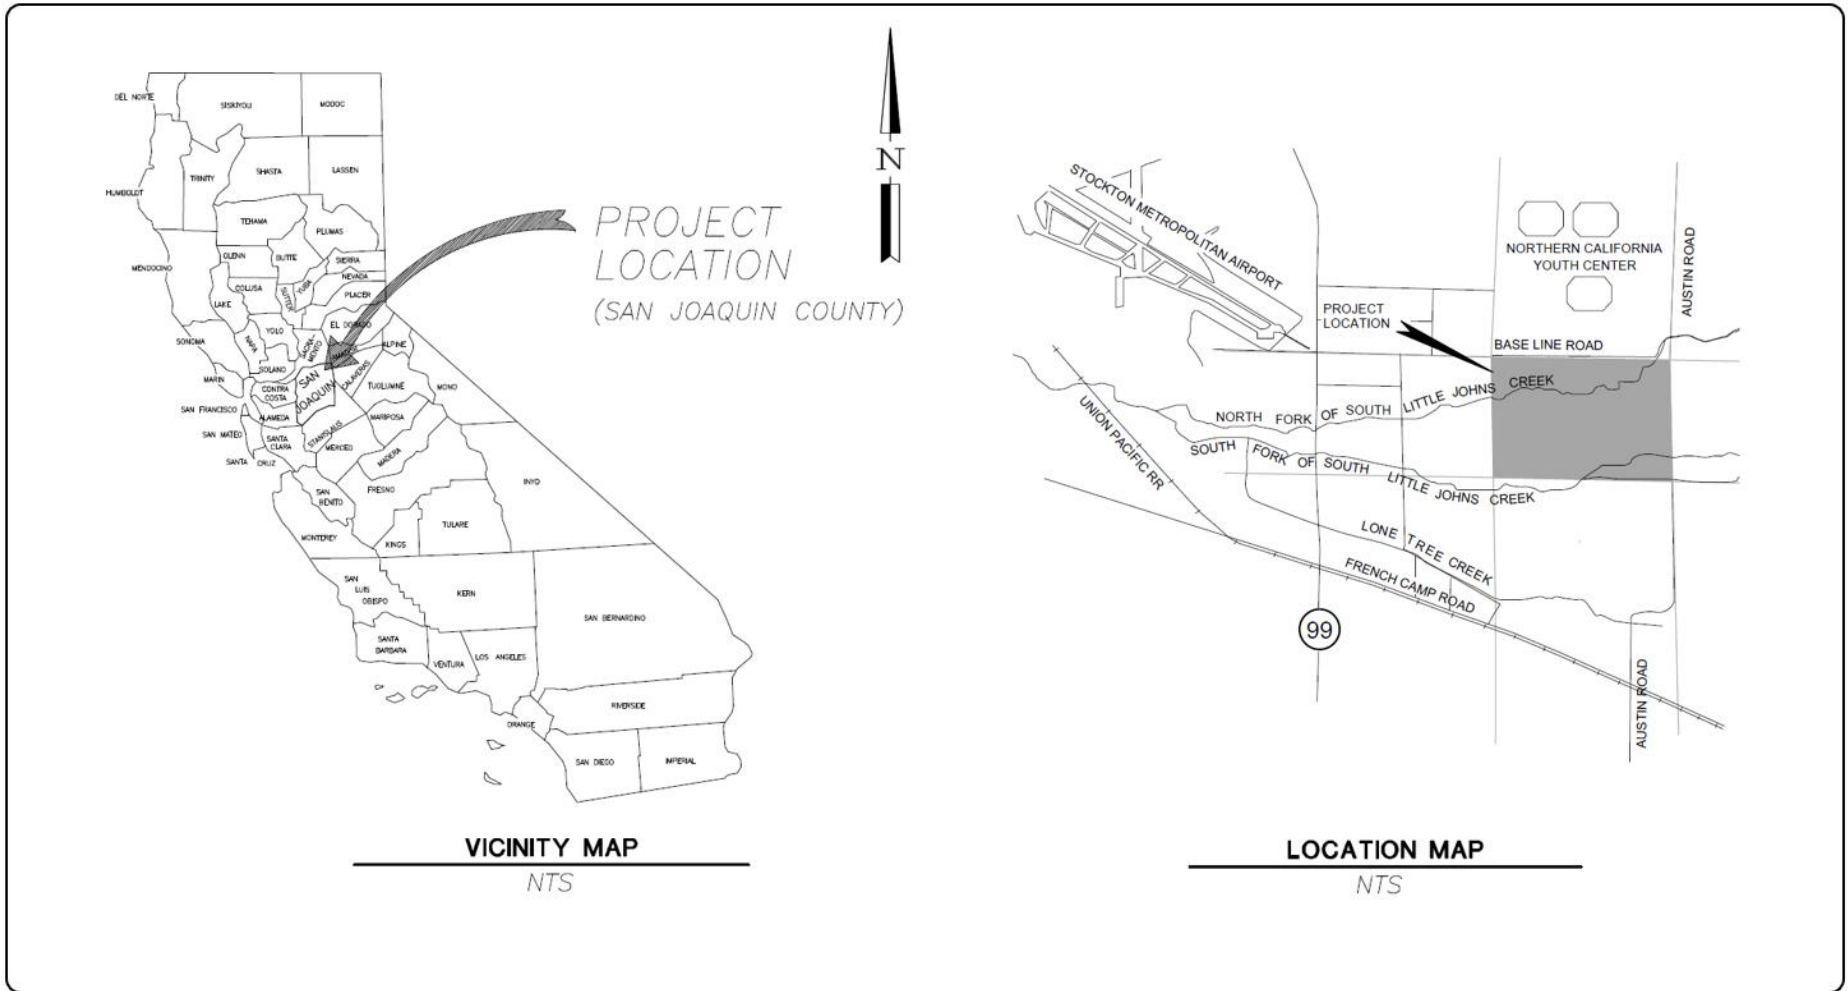 DEL NORTE
SISKIYOU
MODOC
HUMBOLDT
TRINITY
SHASTA
LASSEN
TEHAMA
PLUMAS
MENDOCINO
GLENN
BUTTE
SIERRA
NEVADA
YUBA
COLUSA
SUTTER
PLACER
LAKE
YOLO
EL DORADO
SONOMA
NAPA
SACRA-
MENTO
AMADOR
ALPINE
SOLANO
MARIN
CONTRA
COSTA
SAN
JOAQUIN
CALAVERAS
TUOLUMNE
MONO
SAN FRANCISCO
ALAMEDA
STANISLAUS
MARIPOSA
SAN MATEO
SANTA
CLARA
MERCED
MADERA
SANTA CRUZ
SAN
BENITO
FRESNO
INYO
TULARE
MONTEREY
KINGS
SAN
LUIS
OBISPO
KERN
SAN BERNARDINO
SANTA
BARBARA
VENTURA
LOS ANGELES
ORANGE
RIVERSIDE
SAN DIEGO
IMPERIAL
PROJECT
LOCATION
(SAN JOAQUIN COUNTY)
N
VICINITY MAP
NTS
STOCKTON METROPOLITAN AIRPORT
NORTHERN CALIFORNIA
YOUTH CENTER
AUSTIN ROAD
PROJECT
LOCATION
BASE LINE ROAD
NORTH FORK OF SOUTH LITTLE JOHNS CREEK
SOUTH FORK OF SOUTH LITTLE JOHNS CREEK
UNION PACIFIC RR
LONE TREE CREEK
FRENCH CAMP ROAD
99
AUSTIN ROAD
LOCATION MAP
NTS